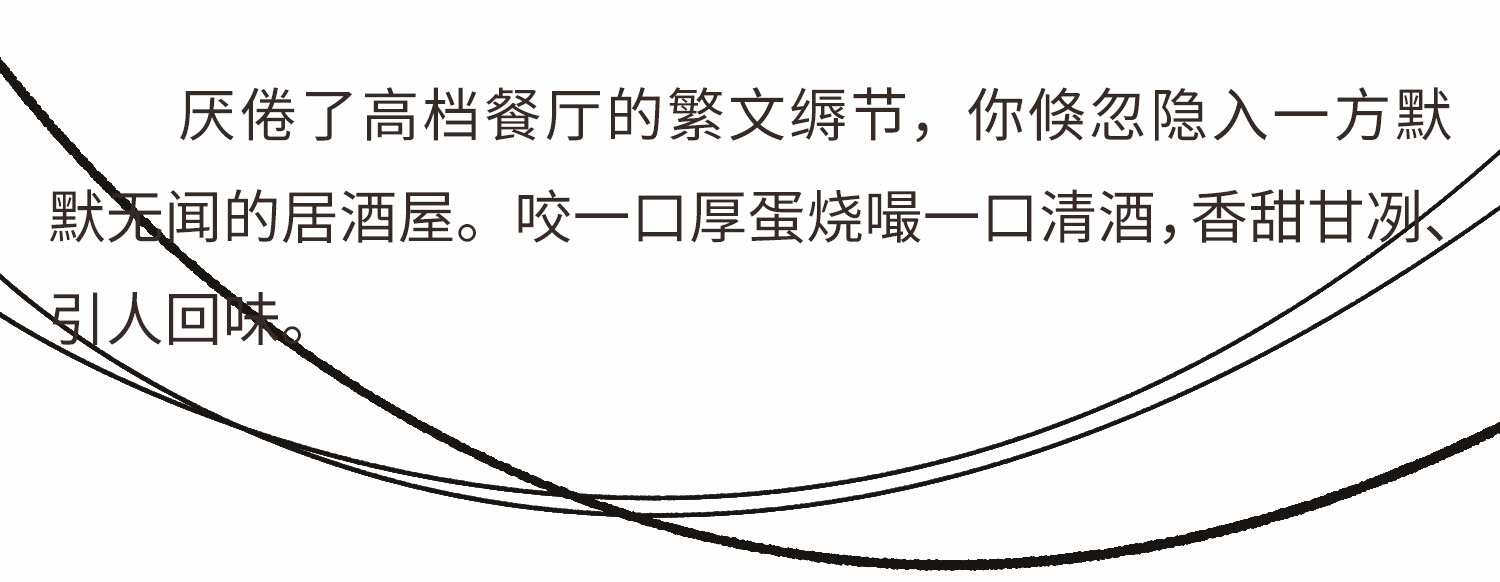 厌倦了高档餐厅的繁文缛节，你倏忽隐入一方默
默无闻的居酒屋。咬一口厚蛋烧嘬一口清酒，香甜甘冽、
引人回味。